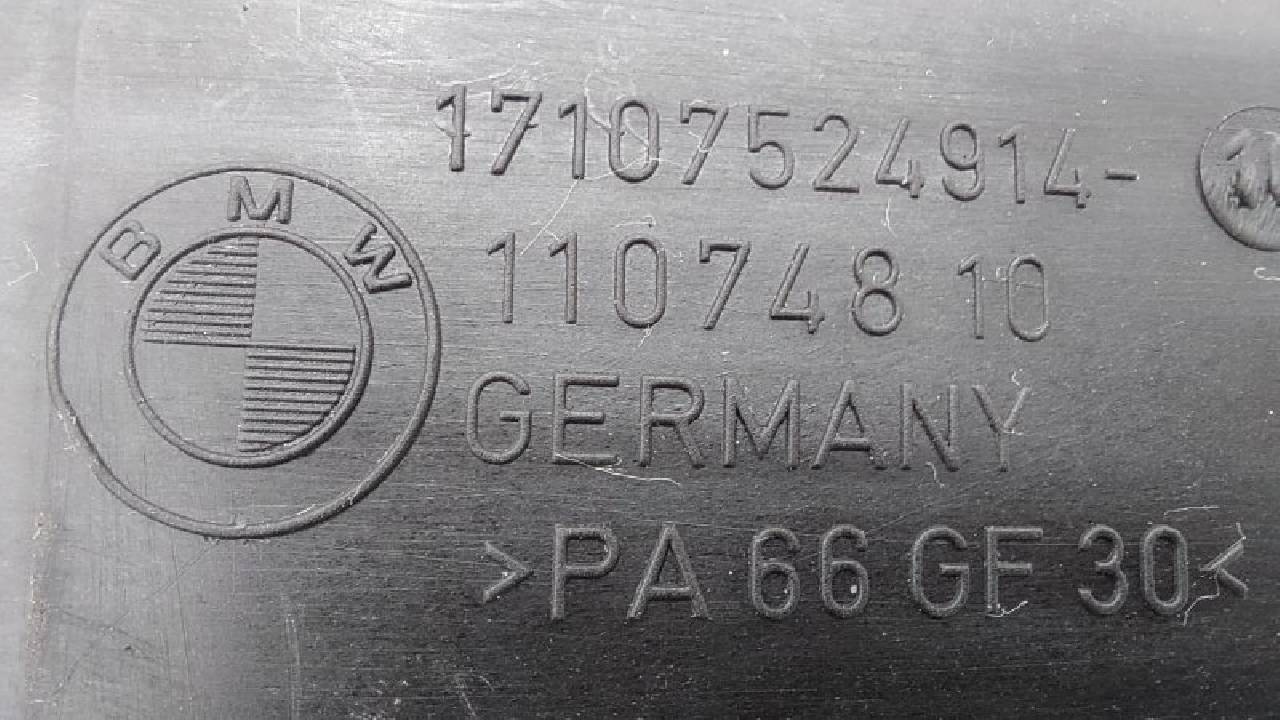 17107524914-
BMW
110748 10
GERMANY
>PA 66 GF 30<